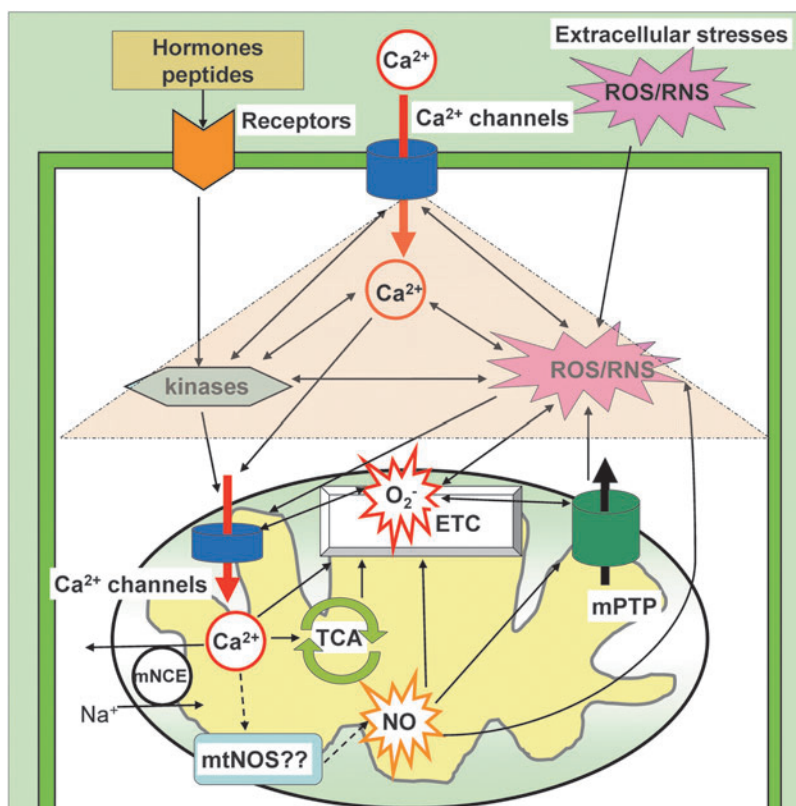 Hormones
peptides
Ca²⁺
Extracellular stresses
ROS/RNS
Receptors
Ca²⁺ channels
Ca²⁺
kinases
ROS/RNS
O₂⁻
ETC
Ca²⁺ channels
mPTP
Ca²⁺
TCA
mNCE
Na⁺
NO
mtNOS??